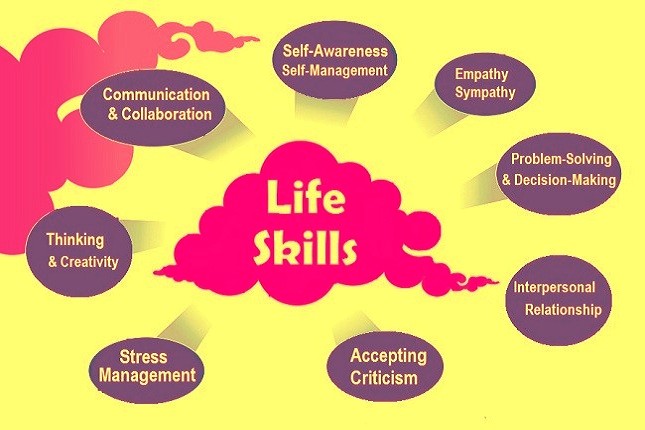 Life
Skills
Self-Awareness
Self-Management
Empathy
Sympathy
Problem-Solving
& Decision-Making
Interpersonal
Relationship
Accepting
Criticism
Stress
Management
Thinking
& Creativity
Communication
& Collaboration